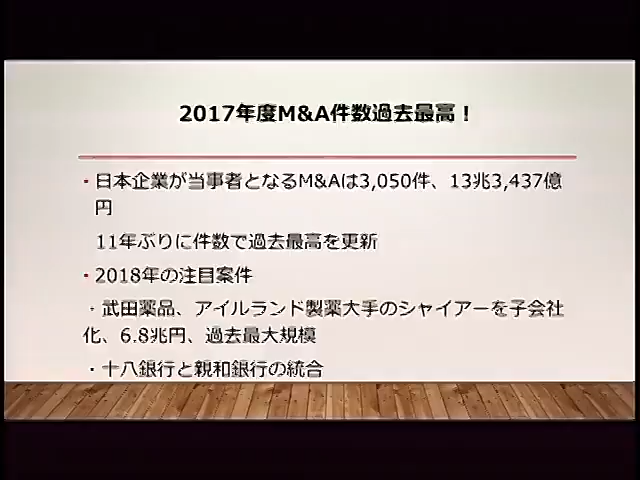 2017年度M&A件数過去最高！
・日本企業が当事者となるM&Aは3,050件、13兆3,437億
円
11年ぶりに件数で過去最高を更新
・2018年の注目案件
・武田薬品、アイルランド製薬大手のシャイアーを子会社
化、6.8兆円、過去最大規模
・十八銀行と親和銀行の統合